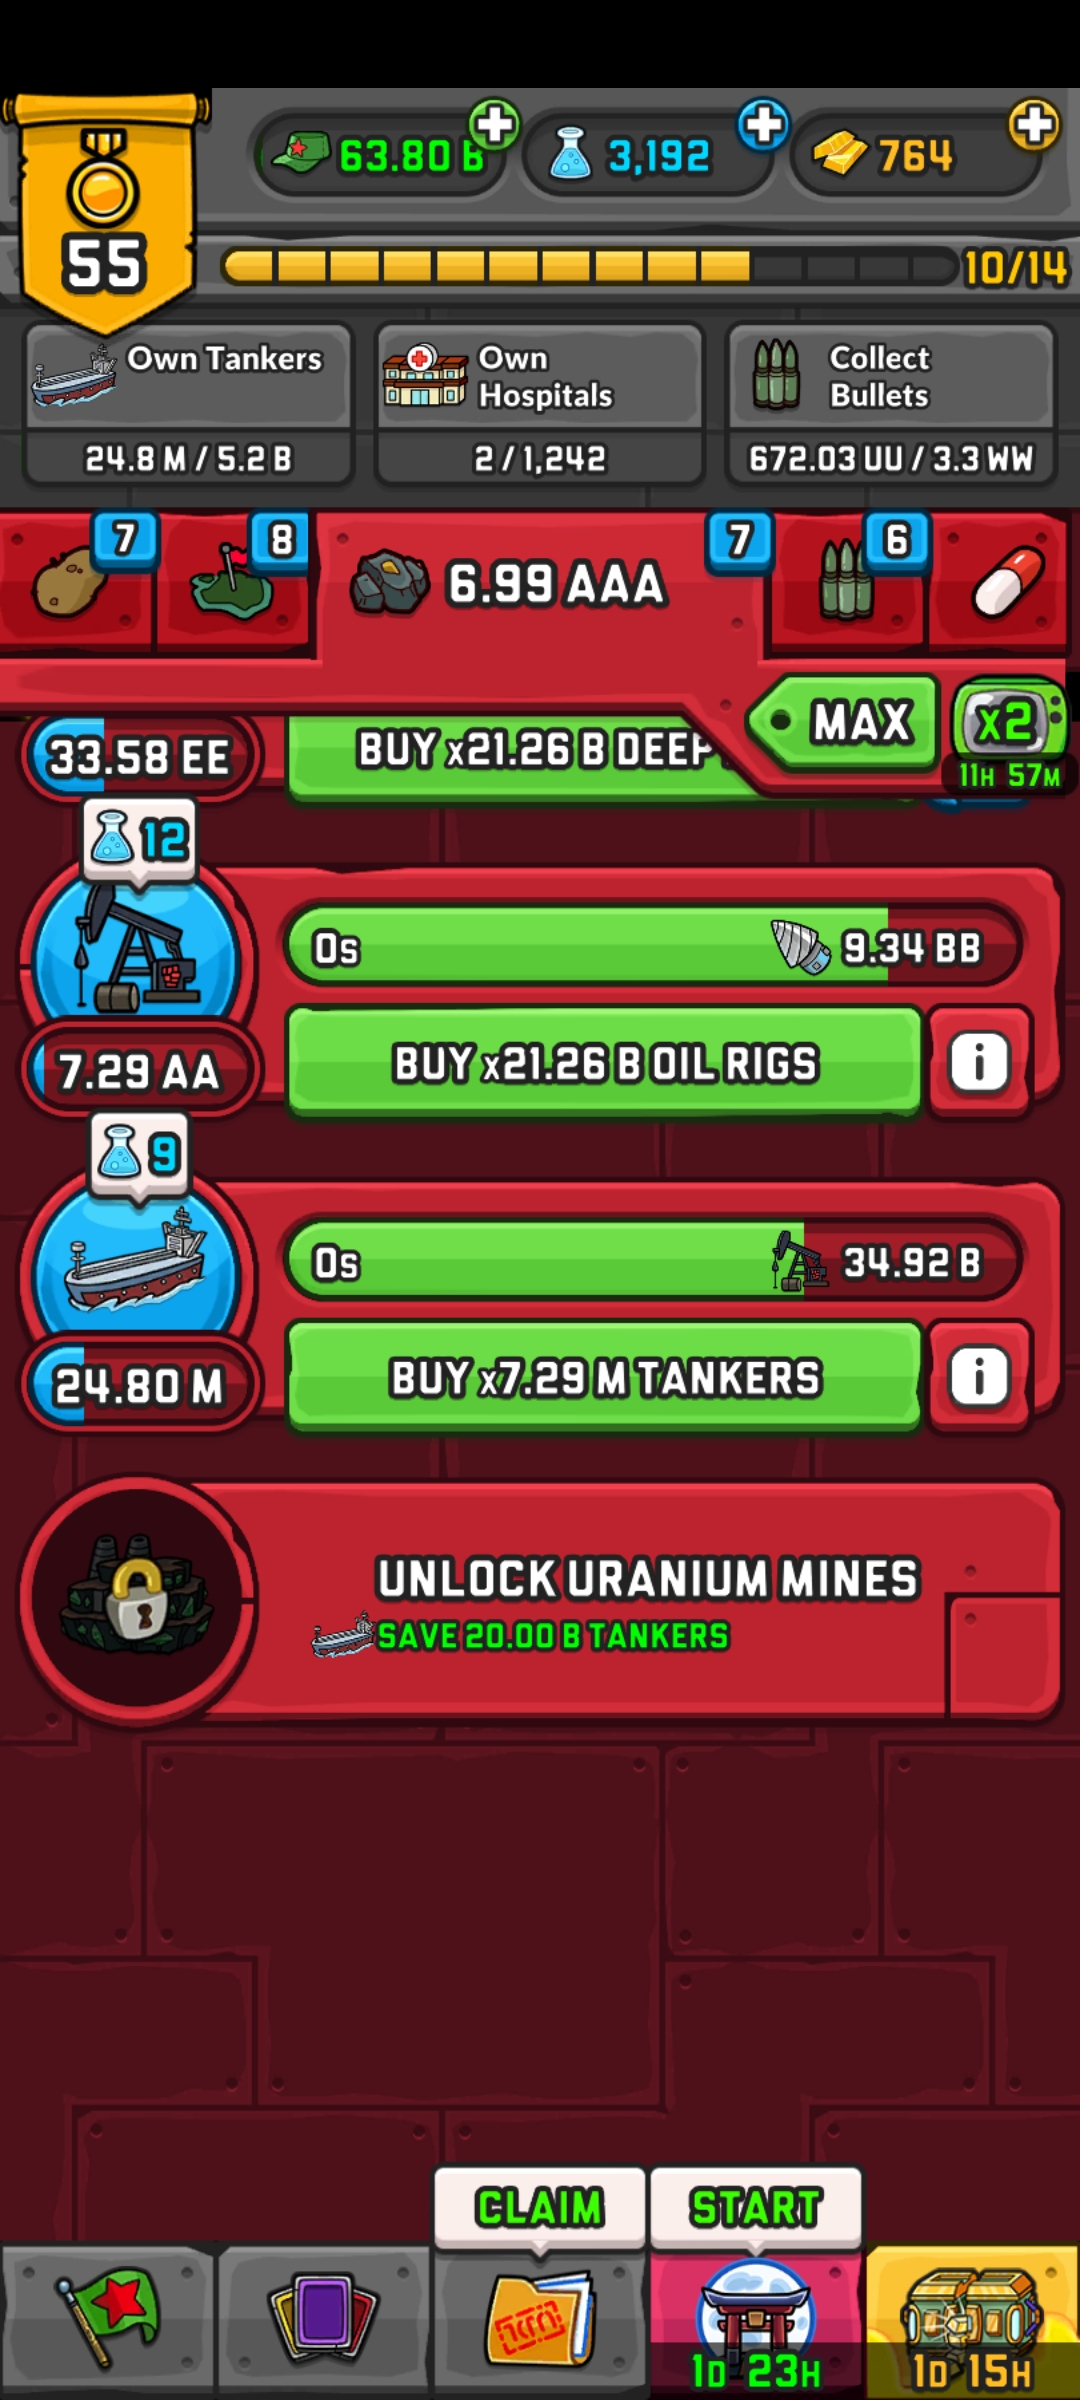 55
63.80 B
3,192
764
10/14
Own Tankers
24.8 M / 5.2 B
Own
Hospitals
2 / 1,242
Collect
Bullets
672.03 UU / 3.3 WW
7
8
6.99 AAA
7
6
MAX
x2
11H 57M
33.58 EE
BUY x21.26 B DEEP
12
0s
9.34 BB
7.29 AA
BUY x21.26 B OIL RIGS
i
9
0s
34.92 B
24.80 M
BUY x7.29 M TANKERS
i
UNLOCK URANIUM MINES
SAVE 20.00 B TANKERS
CLAIM
START
1D 23H
1D 15H